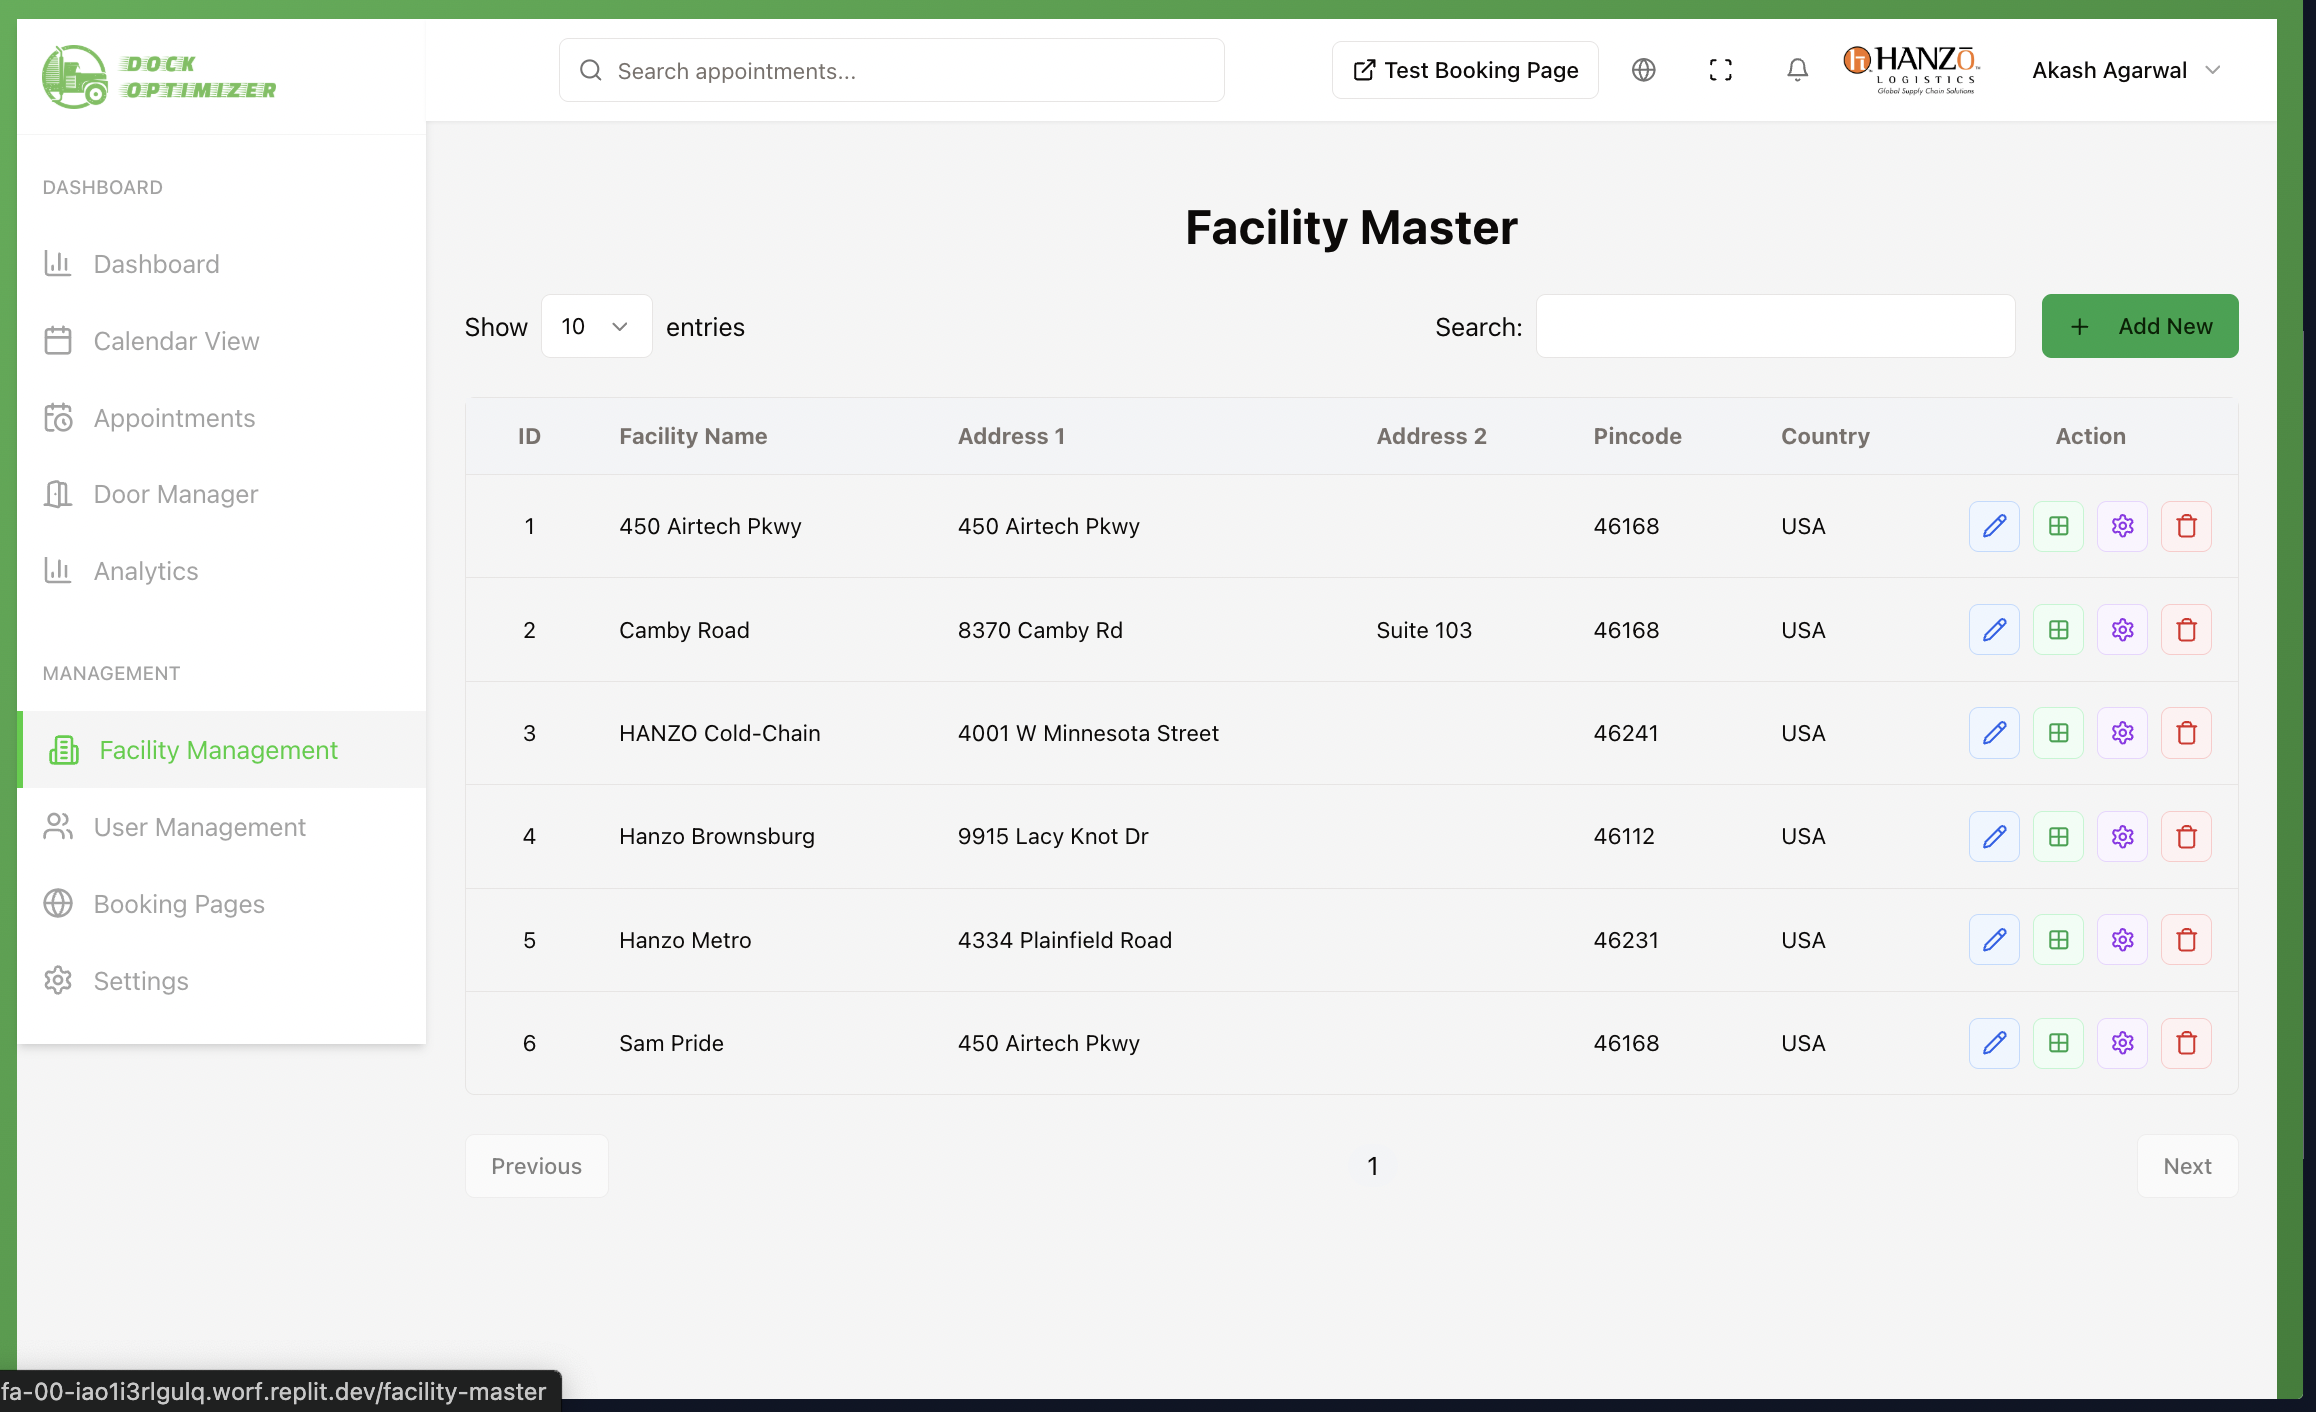 DOCK
OPTIMIZER
Search appointments...
Test Booking Page
HANZŌ
LOGISTICS
Global Supply Chain Solutions
Akash Agarwal
DASHBOARD
Dashboard
Calendar View
Appointments
Door Manager
Analytics
MANAGEMENT
Facility Management
User Management
Booking Pages
Settings
Facility Master
Show 10 entries
Search:
+ Add New
ID Facility Name Address 1 Address 2 Pincode Country Action
1 450 Airtech Pkwy 450 Airtech Pkwy 46168 USA
2 Camby Road 8370 Camby Rd Suite 103 46168 USA
3 HANZO Cold-Chain 4001 W Minnesota Street 46241 USA
4 Hanzo Brownsburg 9915 Lacy Knot Dr 46112 USA
5 Hanzo Metro 4334 Plainfield Road 46231 USA
6 Sam Pride 450 Airtech Pkwy 46168 USA
Previous 1 Next
fa-00-iao1i3rlgulq.worf.replit.dev/facility-master